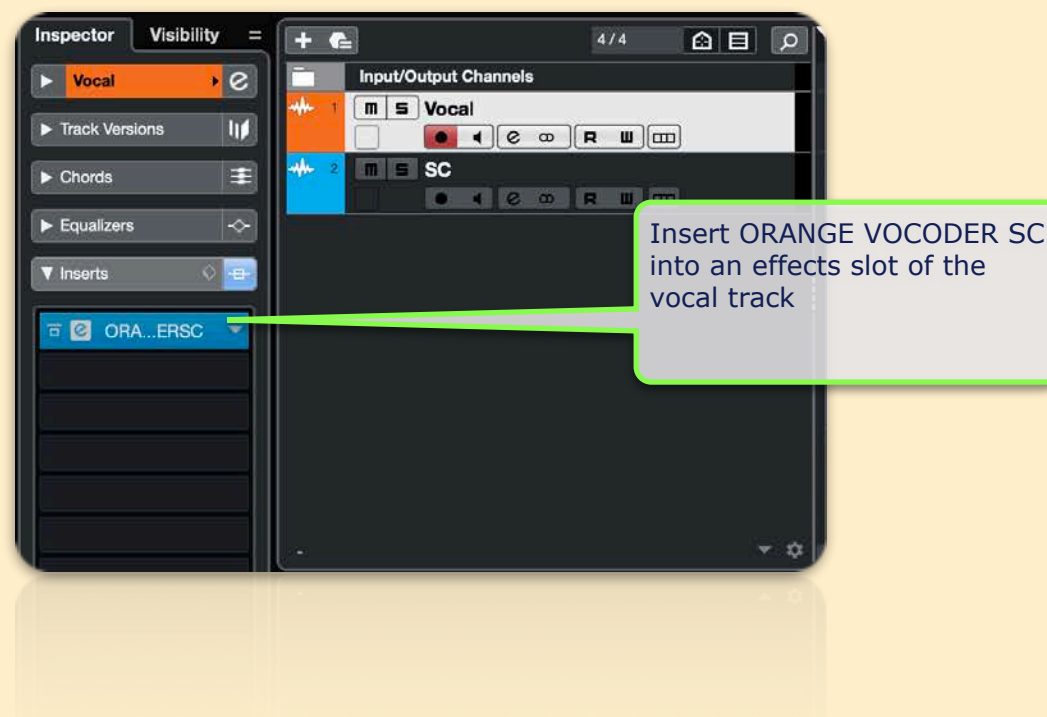 Inspector Visibility
4/4
Vocal
Input/Output Channels
1 m S Vocal
R W
Track Versions
2 m S SC
R W
Chords
Equalizers
Inserts
ORA...ERSC
Insert ORANGE VOCODER SC
into an effects slot of the
vocal track